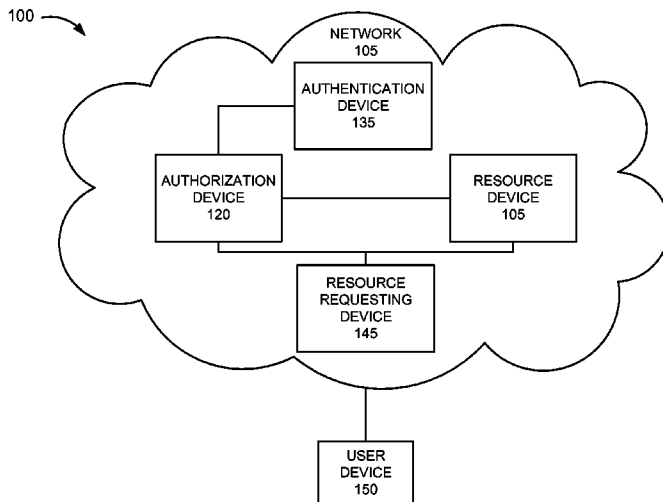 100
NETWORK
105
AUTHENTICATION
DEVICE
135
AUTHORIZATION
DEVICE
120
RESOURCE
DEVICE
105
RESOURCE
REQUESTING
DEVICE
145
USER
DEVICE
150